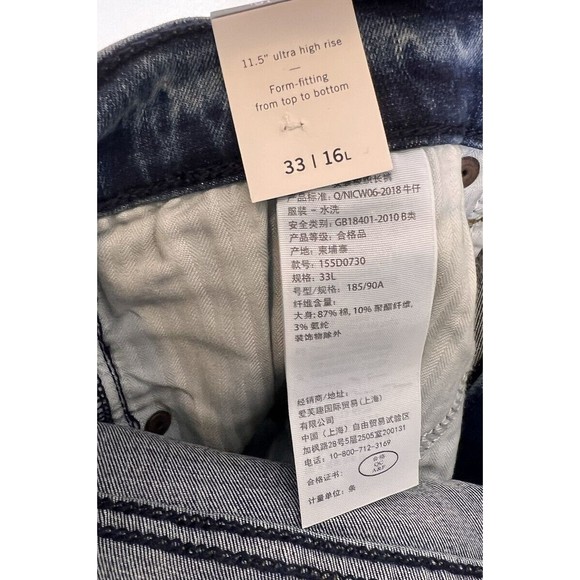 11.5" ultra high rise
Form-fitting
from top to bottom
33 | 16L
产品标准: Q/NICW06-2018 牛仔
服装 – 水洗
安全类别: GB18401-2010 B类
产品等级: 合格品
产地: 柬埔寨
款号: 155D0730
规格: 33L
号型/规格: 185/90A
纤维含量:
大身: 87% 棉, 10% 聚酯纤维,
3% 氨纶
装饰物除外
经销商/地址:
爱芙趣国际贸易 (上海)
有限公司
中国 (上海) 自由贸易试验区
加枫路28号5层2505室200131
电话: 10-800-712-3169
合格证书:
合格
QC
A&F
计量单位: 条